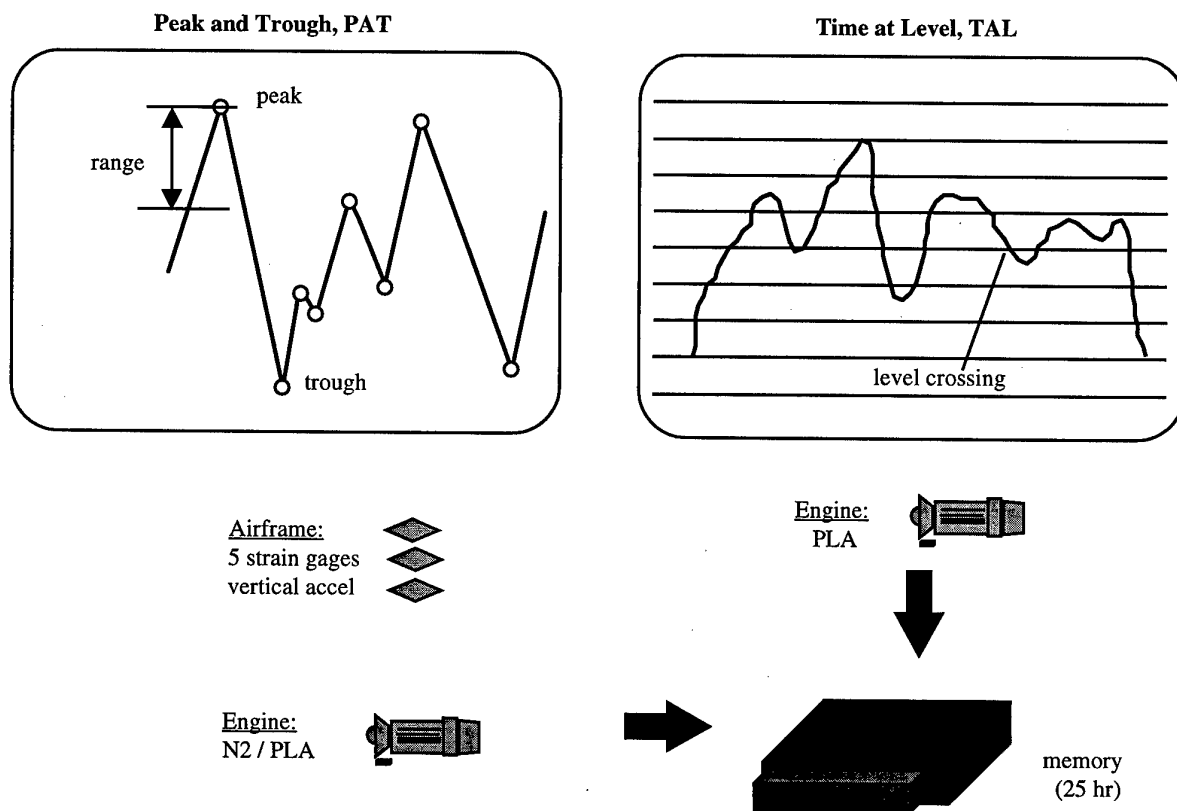 Peak and Trough, PAT
peak
range
trough
Time at Level, TAL
level crossing
Airframe:
5 strain gages
vertical accel
Engine:
PLA
Engine:
N2 / PLA
memory
(25 hr)